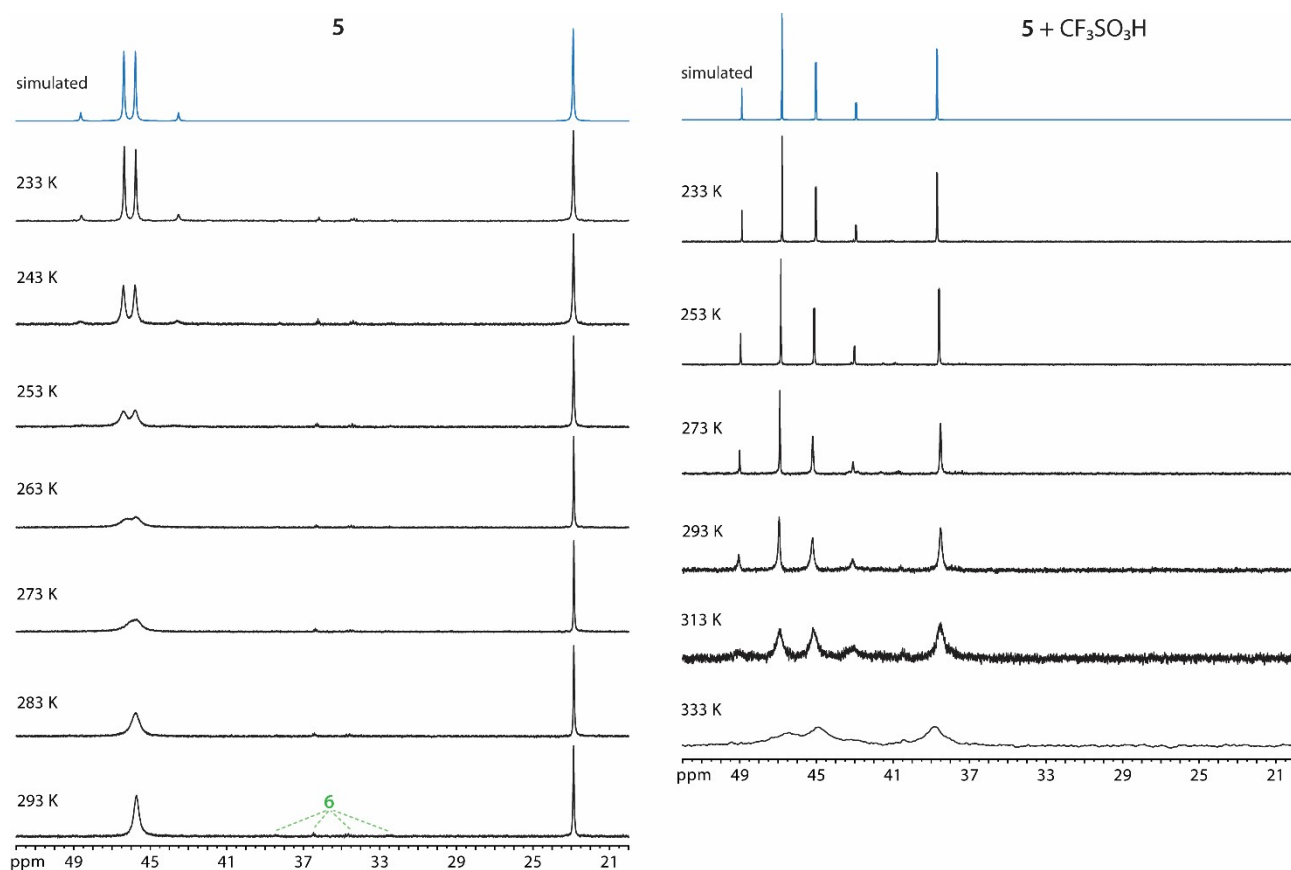 5
simulated
233 K
243 K
253 K
263 K
273 K
283 K
293 K
6
ppm 49 45 41 37 33 29 25 21
5 + CF₃SO₃H
simulated
233 K
253 K
273 K
293 K
313 K
333 K
ppm 49 45 41 37 33 29 25 21